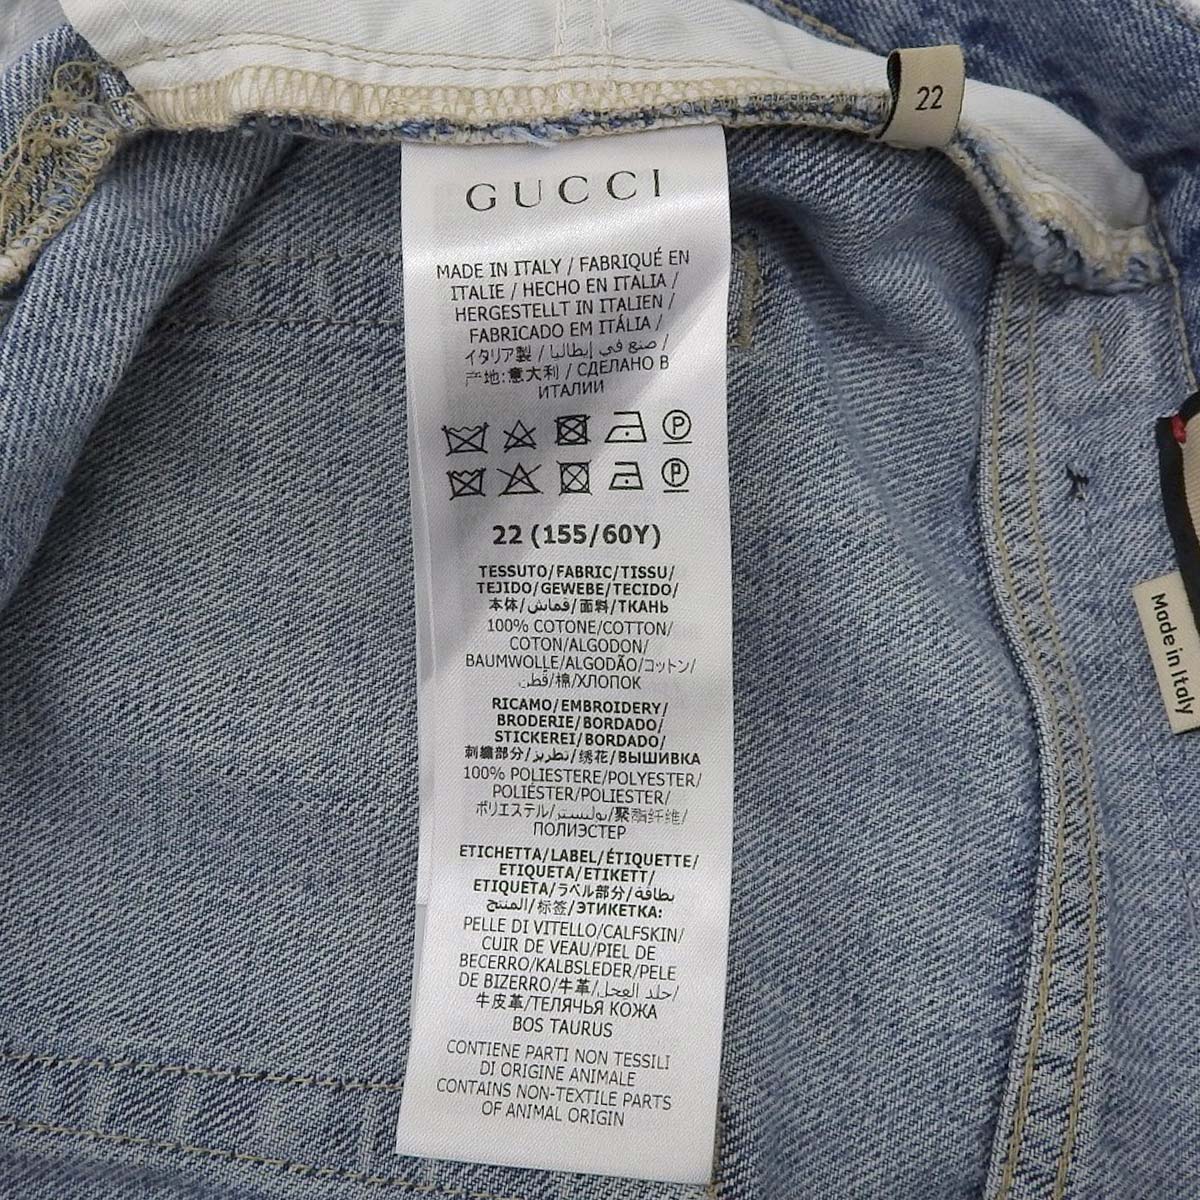 22
GUCCI
MADE IN ITALY / FABRIQUÉ EN
ITALIE / HECHO EN ITALIA /
HERGESTELLT IN ITALIEN /
FABRICADO EM ITÁLIA /
イタリア製 / صنع في إيطاليا /
产地:意大利 / СДЕЛАНО В
ИТАЛИИ
P
P
22 (155/60Y)
TESSUTO/FABRIC/TISSU/
TEJIDO/GEWEBE/TECIDO/
本体/قماش/面料/ТКАНЬ
100% COTONE/COTTON/
COTON/ALGODON/
BAUMWOLLE/ALGODÃO/コットン/
قطن/棉/ХЛОПОК
RICAMO/EMBROIDERY/
BRODERIE/BORDADO/
STICKEREI/BORDADO/
刺繍部分/تطريز/绣花/ВЫШИВКА
100% POLIESTERE/POLYESTER/
POLIÉSTER/POLIESTER/
ポリエステル/بوليستر/聚酯纤维/
ПОЛИЭСТЕР
ETICHETTA/LABEL/ÉTIQUETTE/
ETIQUETA/ETIKETT/
ETIQUETA/ラベル部分/بطاقة
المنتج/标签/ЭТИКЕТКА:
PELLE DI VITELLO/CALFSKIN/
CUIR DE VEAU/PIEL DE
BECERRO/KALBSLEDER/PELE
DE BIZERRO/牛革/جلد العجل/
牛皮革/ТЕЛЯЧЬЯ КОЖА
BOS TAURUS
CONTIENE PARTI NON TESSILI
DI ORIGINE ANIMALE
CONTAINS NON-TEXTILE PARTS
OF ANIMAL ORIGIN
Made in Italy